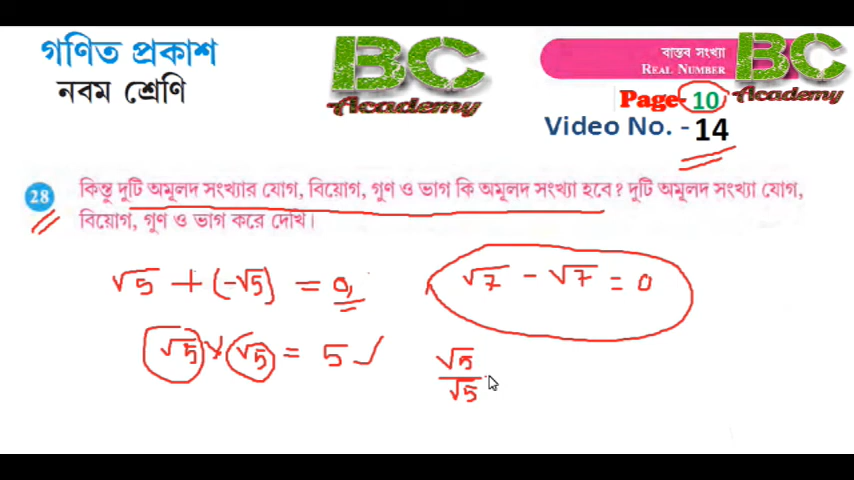 গণিত প্রকাশ
নবম শ্রেণি
BC
Academy
বাস্তব সংখ্যা
REAL NUMBER
BC
Academy
Page-10
Video No. -14
28 কিন্তু দুটি অমূলদ সংখ্যার যোগ, বিয়োগ, গুণ ও ভাগ কি অমূলদ সংখ্যা হবে? দুটি অমূলদ সংখ্যা যোগ,
বিয়োগ, গুণ ও ভাগ করে দেখি।
√5 + (-√5) = 0,
√7 - √7 = 0
√5 × √5 = 5 ✓
√5
√5